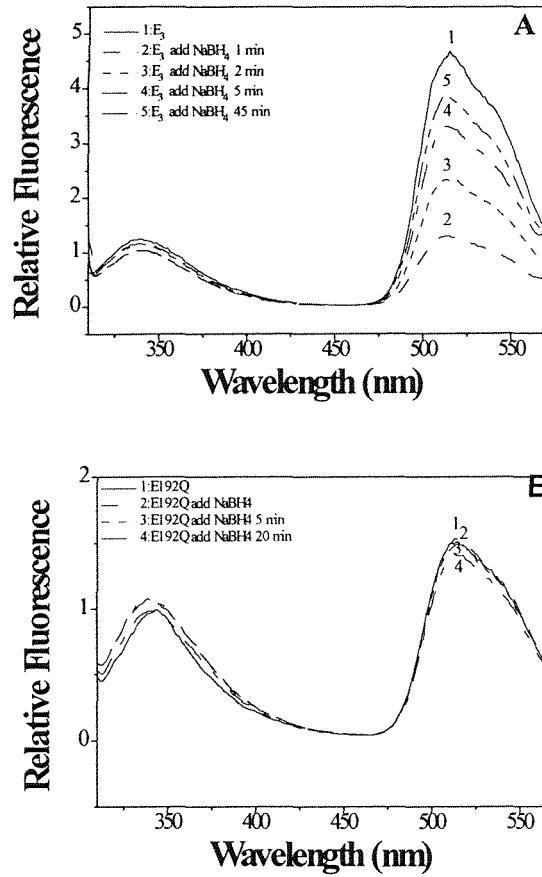 A
1:E3
2:E3 add NaBH4 1 min
3:E3 add NaBH4 2 min
4:E3 add NaBH4 5 min
5:E3 add NaBH4 45 min
5
4
3
2
1
0
1
5
4
3
2
Relative Fluorescence
350 400 450 500 550
Wavelength (nm)
1:E192Q
2:E192Q add NaBH4
3:E192Q add NaBH4 5 min
4:E192Q add NaBH4 20 min
2
1
0
1
2
3
4
Relative Fluorescence
350 400 450 500 550
Wavelength (nm)